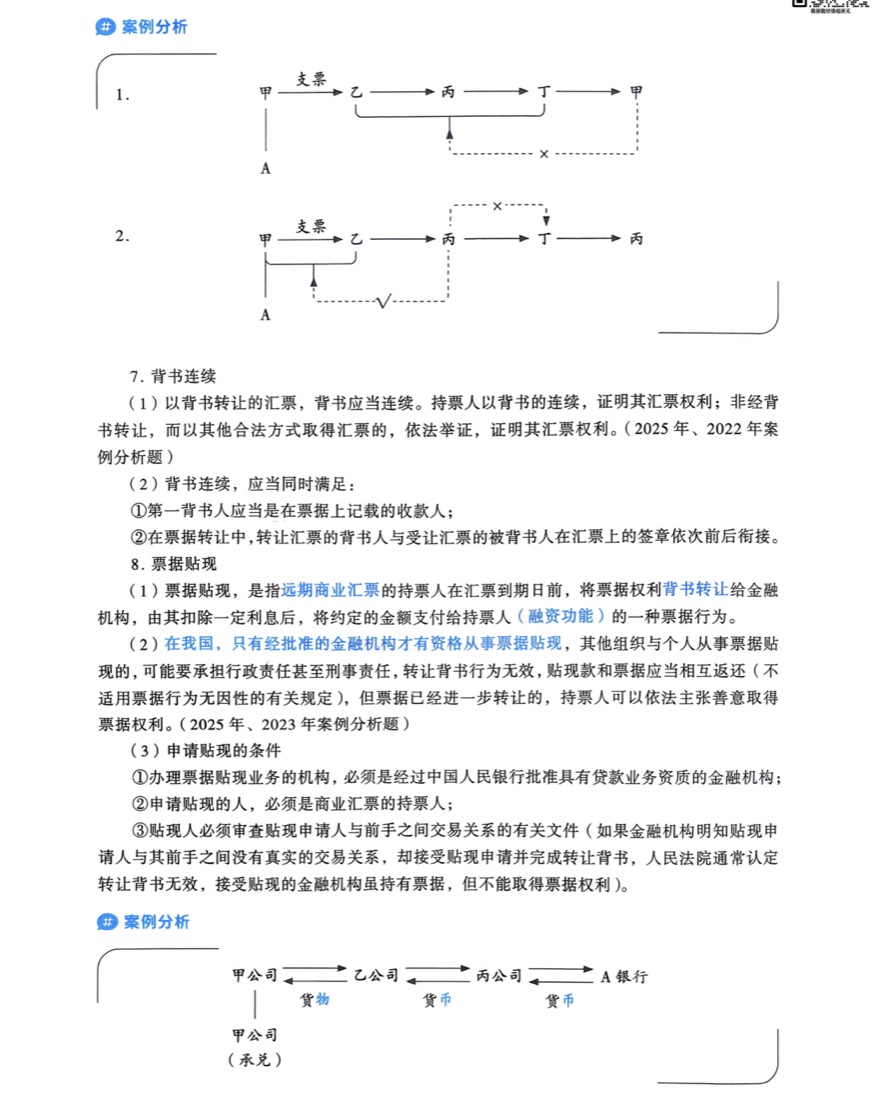 案例分析
1.
甲 支票 乙 丙 丁 甲
×
A
×
2.
甲 支票 乙 丙 丁 丙
√
A
7. 背书连续
（1）以背书转让的汇票，背书应当连续。持票人以背书的连续，证明其汇票权利；非经背
书转让，而以其他合法方式取得汇票的，依法举证，证明其汇票权利。（2025 年、2022 年案
例分析题）
（2）背书连续，应当同时满足：
①第一背书人应当是在票据上记载的收款人；
②在票据转让中，转让汇票的背书人与受让汇票的被背书人在汇票上的签章依次前后衔接。
8. 票据贴现
（1）票据贴现，是指远期商业汇票的持票人在汇票到期日前，将票据权利背书转让给金融
机构，由其扣除一定利息后，将约定的金额支付给持票人（融资功能）的一种票据行为。
（2）在我国，只有经批准的金融机构才有资格从事票据贴现，其他组织与个人从事票据贴
现的，可能要承担行政责任甚至刑事责任，转让背书行为无效，贴现款和票据应当相互返还（不
适用票据行为无因性的有关规定），但票据已经进一步转让的，持票人可以依法主张善意取得
票据权利。（2025 年、2023 年案例分析题）
（3）申请贴现的条件
①办理票据贴现业务的机构，必须是经过中国人民银行批准具有贷款业务资质的金融机构；
②申请贴现的人，必须是商业汇票的持票人；
③贴现人必须审查贴现申请人与前手之间交易关系的有关文件（如果金融机构明知贴现申
请人与其前手之间没有真实的交易关系，却接受贴现申请并完成转让背书，人民法院通常认定
转让背书无效，接受贴现的金融机构虽持有票据，但不能取得票据权利）。
案例分析
甲公司 乙公司 丙公司 A 银行
货物 货币 货币
甲公司
（承兑）